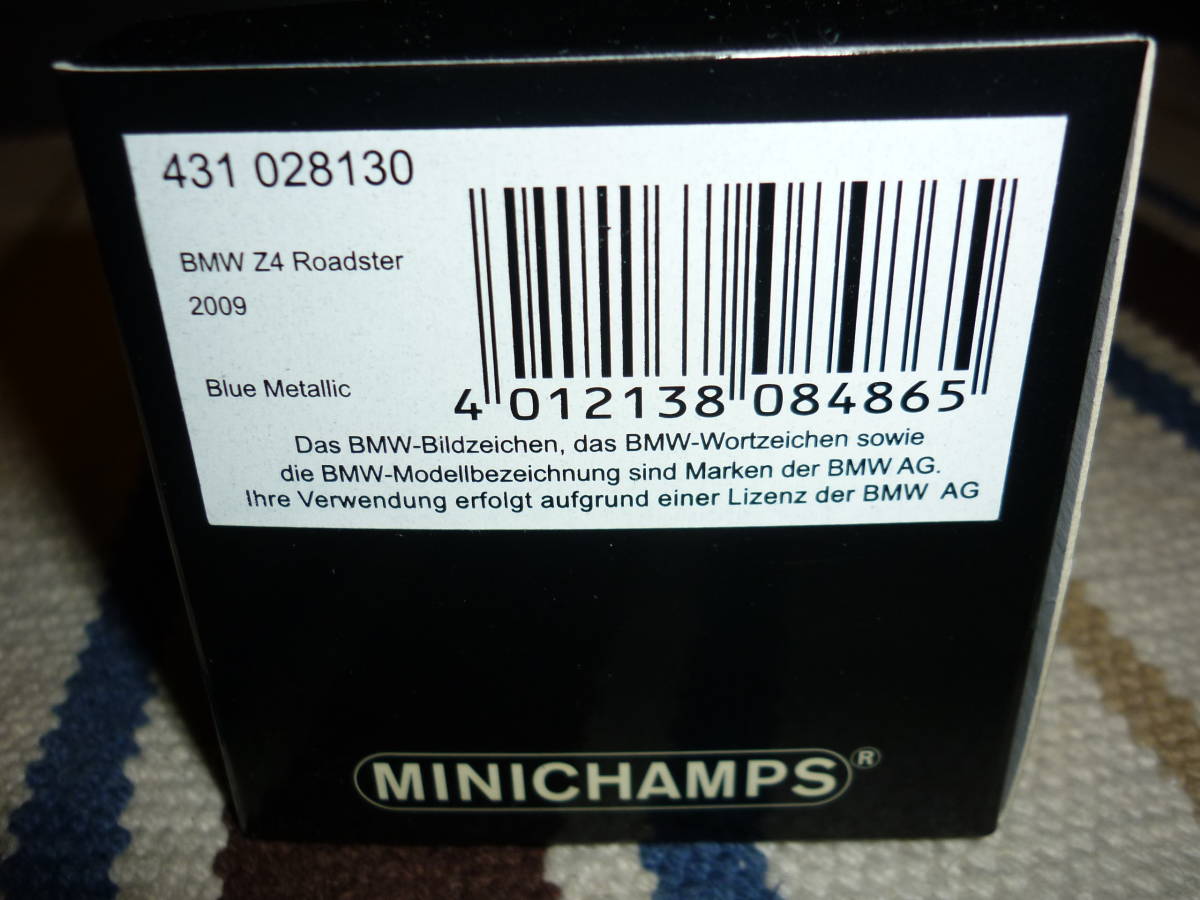 431 028130
BMW Z4 Roadster
2009
Blue Metallic
4 012138 084865
Das BMW-Bildzeichen, das BMW-Wortzeichen sowie
die BMW-Modellbezeichnung sind Marken der BMW AG.
Ihre Verwendung erfolgt aufgrund einer Lizenz der BMW AG
MINICHAMPS®